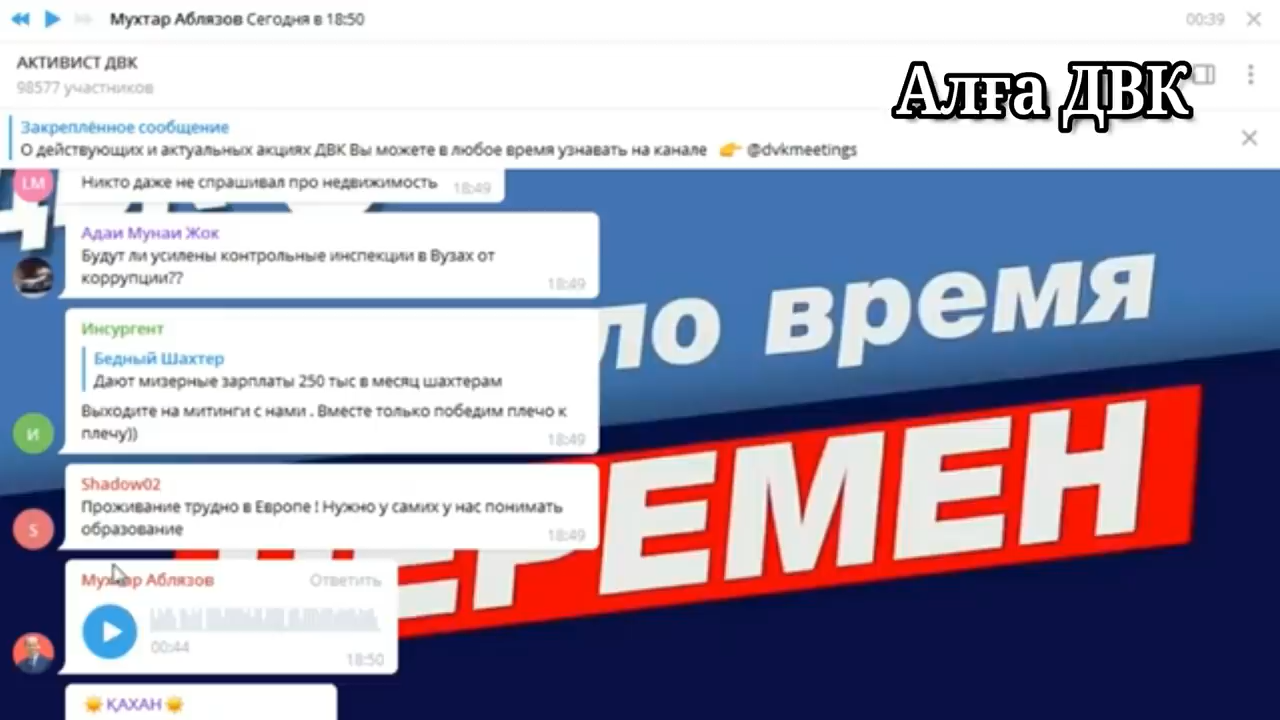 Мухтар Аблязов Сегодня в 18:50
00:39
АКТИВИСТ ДВК
98577 участников
Алға ДВК
Закреплённое сообщение
О действующих и актуальных акциях ДВК Вы можете в любое время узнавать на канале 👉 @dvkmeetings
LM
Никто даже не спрашивал про недвижимость 18:49
Адаи Мунаи Жок
Будут ли усилены контрольные инспекции в Вузах от
коррупции??
18:49
Инсургент
Бедный Шахтер
Дают мизерные зарплаты 250 тыс в месяц шахтерам
Выходите на митинги с нами . Вместе только победим плечо к
плечу))
18:49
И
Shadow02
Проживание трудно в Европе ! Нужно у самих у нас понимать
образование
18:49
S
Мухтар Аблязов Ответить
00:44
18:50
☀️ҚАХАН☀️
ло время
ПЕРЕМЕН